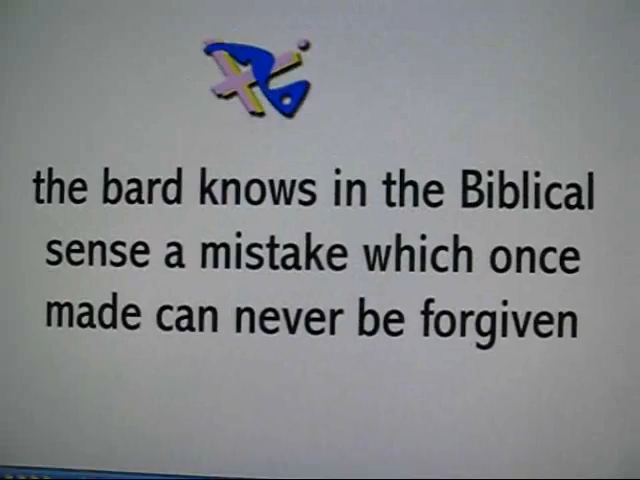 the bard knows in the Biblical
sense a mistake which once
made can never be forgiven